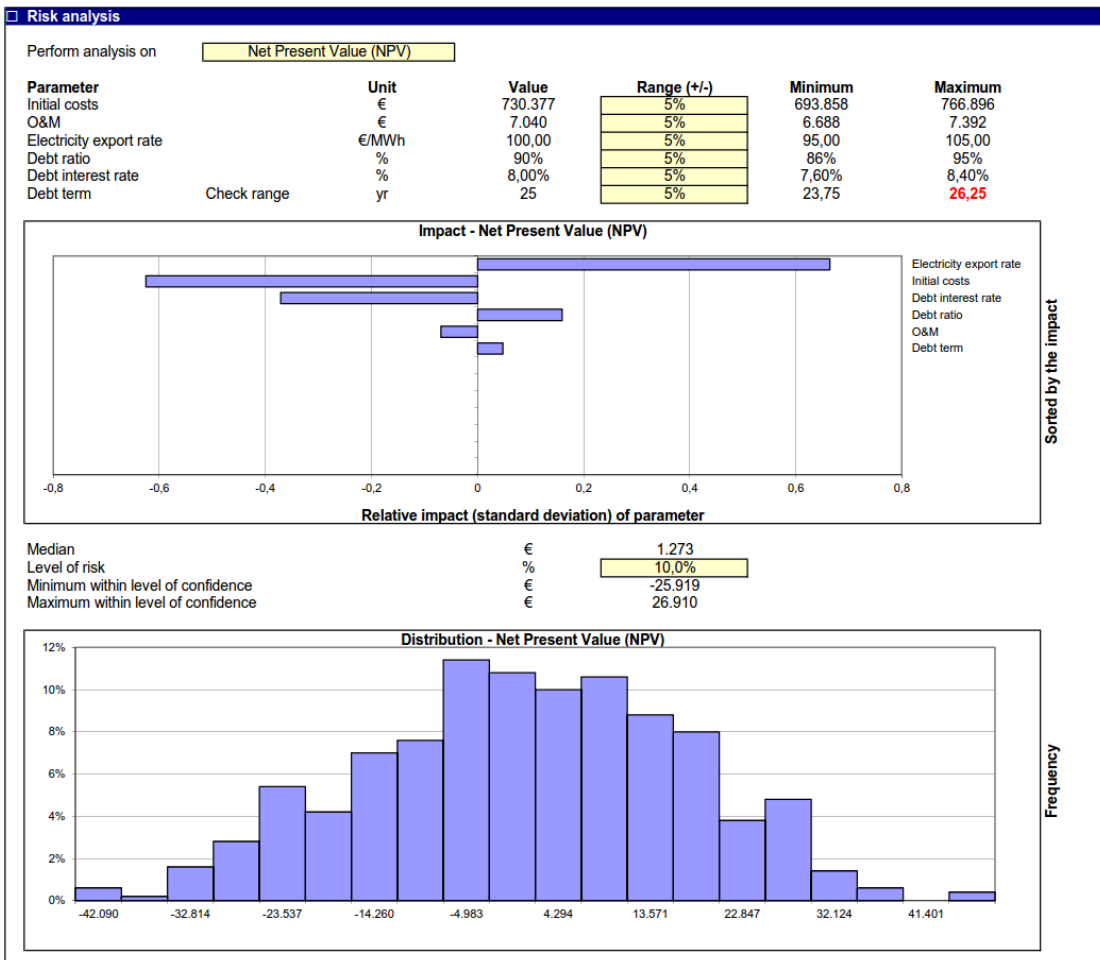 Risk analysis
Perform analysis on Net Present Value (NPV)
Parameter Unit Value Range (+/-) Minimum Maximum
Initial costs € 730.377 5% 693.858 766.896
O&M € 7.040 5% 6.688 7.392
Electricity export rate €/MWh 100,00 5% 95,00 105,00
Debt ratio % 90% 5% 86% 95%
Debt interest rate % 8,00% 5% 7,60% 8,40%
Debt term Check range yr 25 5% 23,75 26,25
Impact - Net Present Value (NPV)
Electricity export rate
Initial costs
Debt interest rate
Debt ratio
O&M
Debt term
Sorted by the impact
-0,8 -0,6 -0,4 -0,2 0 0,2 0,4 0,6 0,8
Relative impact (standard deviation) of parameter
Median € 1.273
Level of risk % 10,0%
Minimum within level of confidence € -25.919
Maximum within level of confidence € 26.910
Distribution - Net Present Value (NPV)
12%
10%
8%
6%
4%
2%
0%
Frequency
-42.090 -32.814 -23.537 -14.260 -4.983 4.294 13.571 22.847 32.124 41.401